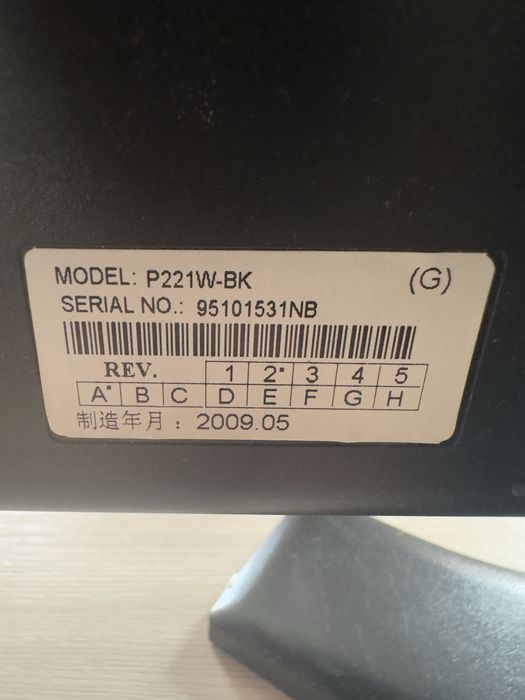 MODEL: P221W-BK (G)
SERIAL NO.: 95101531NB
REV. 1 2* 3 4 5
A* B C D E F G H
制造年月：2009.05